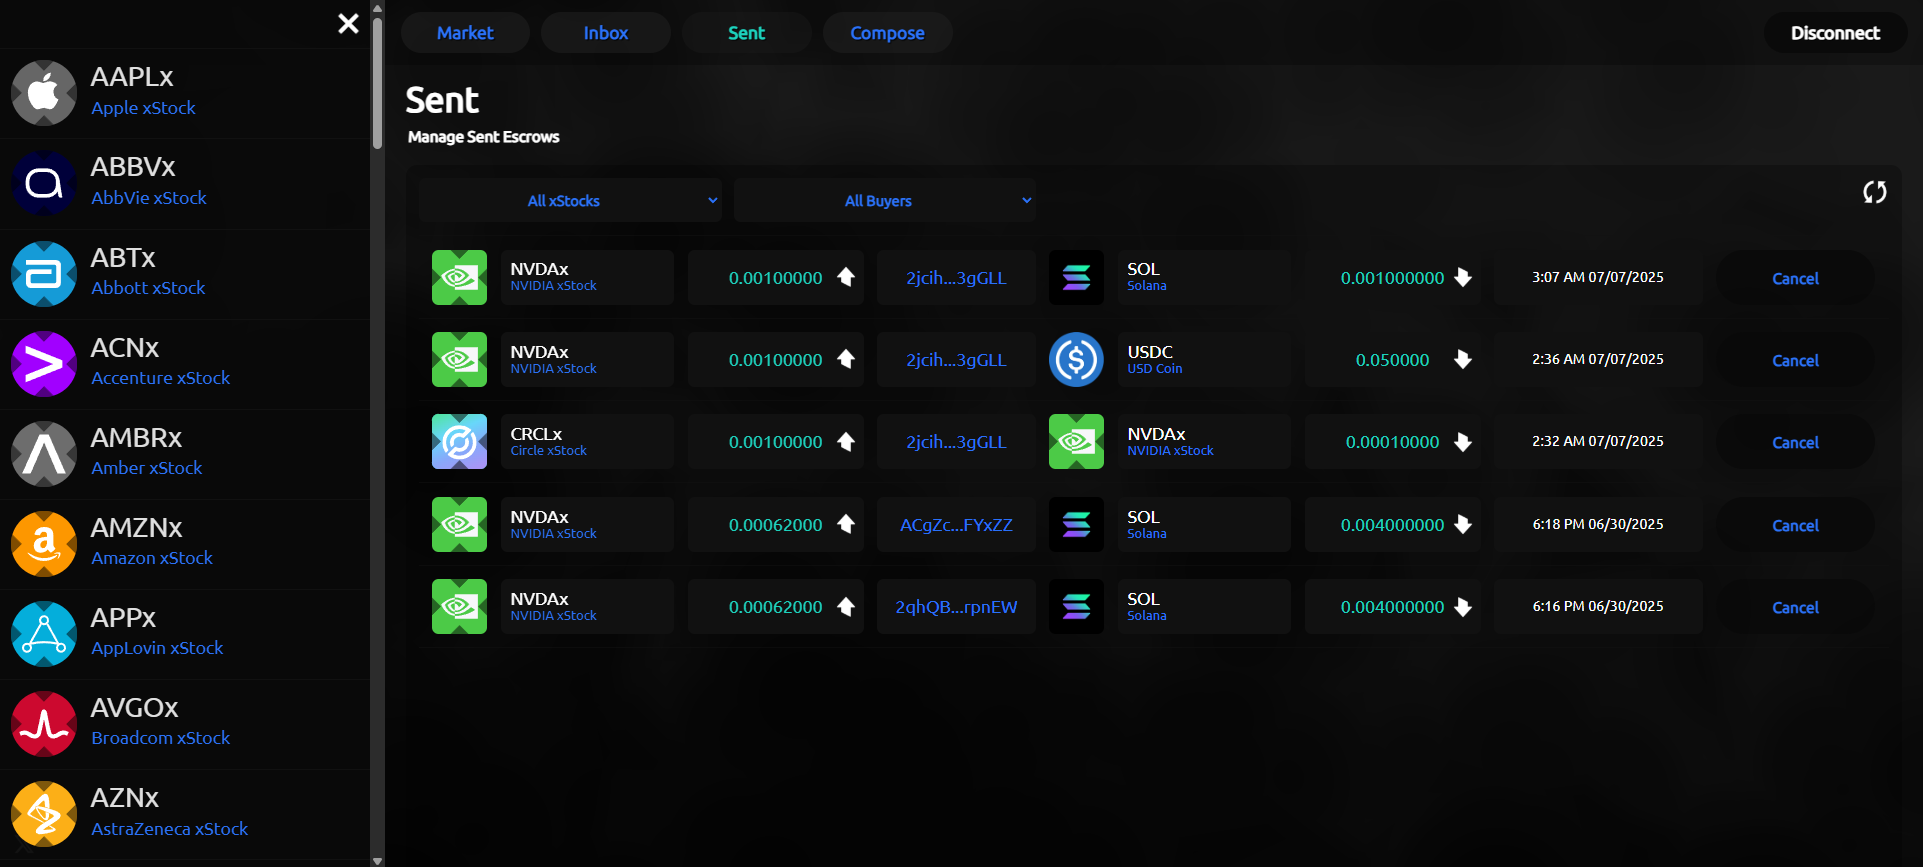 AAPLx
Apple xStock
ABBVx
AbbVie xStock
ABTx
Abbott xStock
ACNx
Accenture xStock
AMBRx
Amber xStock
AMZNx
Amazon xStock
APPx
AppLovin xStock
AVGOx
Broadcom xStock
AZNx
AstraZeneca xStock
Market Inbox Sent Compose Disconnect
Sent
Manage Sent Escrows
All xStocks All Buyers
NVDAx
NVIDIA xStock
0.00100000 2jcih...3gGLL
SOL
Solana
0.001000000 3:07 AM 07/07/2025 Cancel
NVDAx
NVIDIA xStock
0.00100000 2jcih...3gGLL
USDC
USD Coin
0.050000 2:36 AM 07/07/2025 Cancel
CRCLx
Circle xStock
0.00100000 2jcih...3gGLL
NVDAx
NVIDIA xStock
0.00010000 2:32 AM 07/07/2025 Cancel
NVDAx
NVIDIA xStock
0.00062000 ACgZc...FYxZZ
SOL
Solana
0.004000000 6:18 PM 06/30/2025 Cancel
NVDAx
NVIDIA xStock
0.00062000 2qhQB...rpnEW
SOL
Solana
0.004000000 6:16 PM 06/30/2025 Cancel